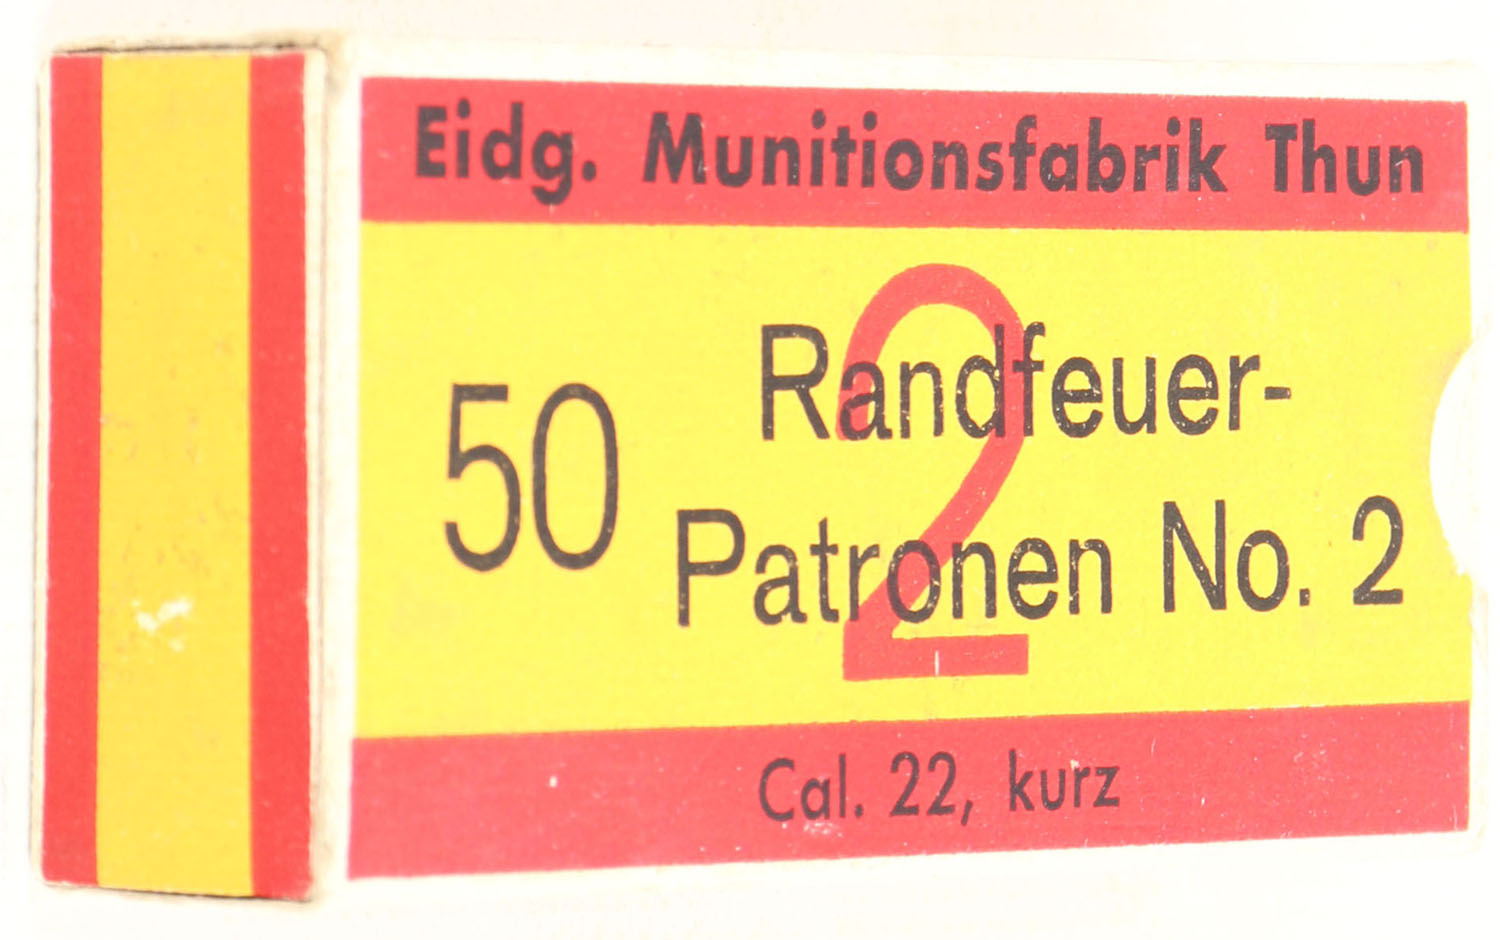 Eidg. Munitionsfabrik Thun
2
50
Randfeuer-
Patronen No. 2
Cal. 22, kurz